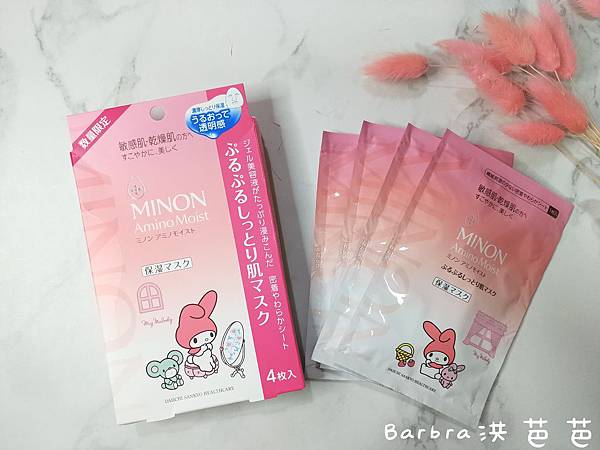 数量限定
濃厚しっとり保湿
うるおって
透明感
敏感肌・乾燥肌の方へ
すこやかに、美しく
MINON
Amino Moist
ミノン アミノモイスト
保湿マスク
My Melody
DAIICHI SANKYO HEALTHCARE
ジェル美容液がたっぷり浸みこんだ 密着やわらかシート
ぷるぷるしっとり肌マスク
4枚入
敏感肌・乾燥肌の方へ
すこやかに、美しく
MINON
Amino Moist
ミノン アミノモイスト
ぷるぷるしっとり肌マスク
保湿マスク
My Melody
DAIICHI SANKYO HEALTHCARE
Barbra洪芭芭